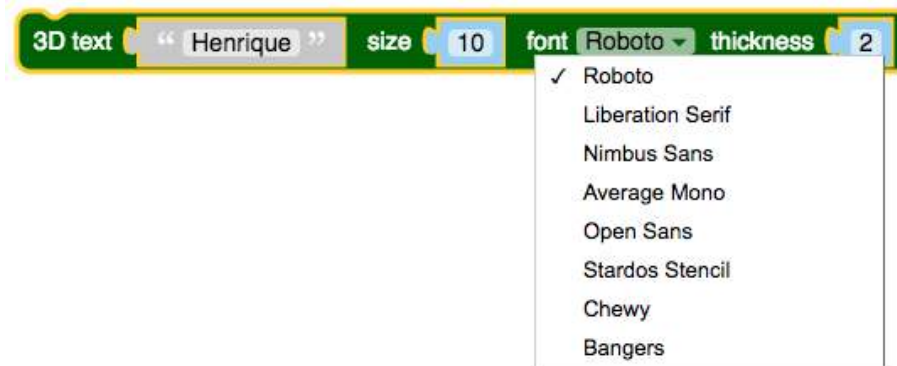 3D text “ Henrique ” size 10 font Roboto thickness 2
✓ Roboto
Liberation Serif
Nimbus Sans
Average Mono
Open Sans
Stardos Stencil
Chewy
Bangers